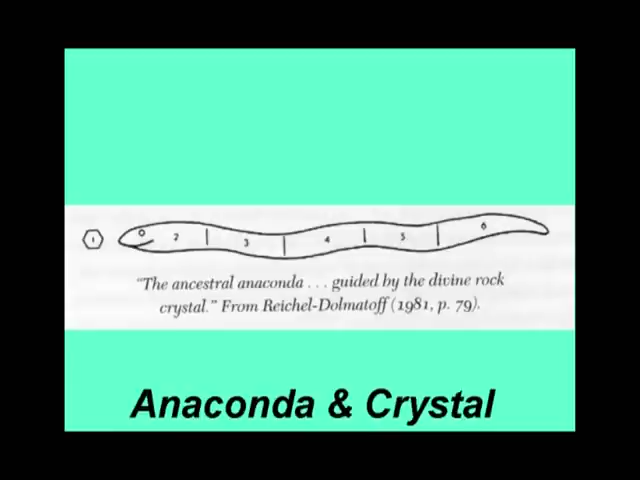 1 2 3 4 5 6
"The ancestral anaconda . . . guided by the divine rock
crystal." From Reichel-Dolmatoff (1981, p. 79).
Anaconda & Crystal